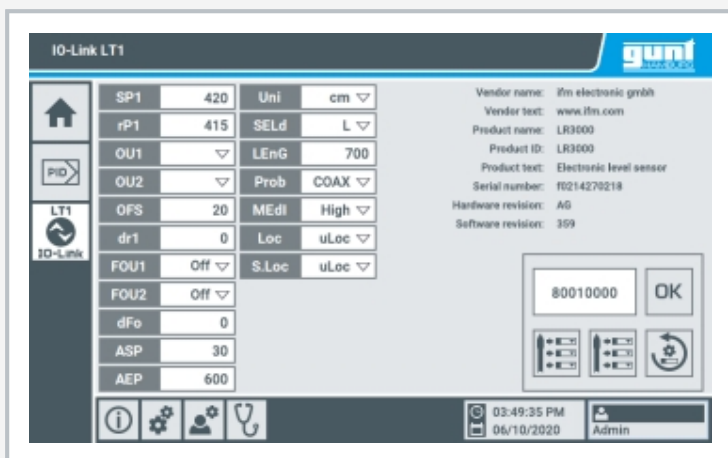 IO-Link LT1
gunt
HAMBURG
SP1 420 Uni cm
rP1 415 SELd L
OU1 LEnG 700
OU2 Prob COAX
OFS 20 MEdI High
dr1 0 Loc uLoc
FOU1 Off S.Loc uLoc
FOU2 Off
dFo 0
ASP 30
AEP 600
PID
LT1
IO-Link
Vendor name: ifm electronic gmbh
Vendor text: www.ifm.com
Product name: LR3000
Product ID: LR3000
Product text: Electronic level sensor
Serial number: f0214270218
Hardware revision: AG
Software revision: 359
80010000 OK
03:49:35 PM
06/10/2020
Admin